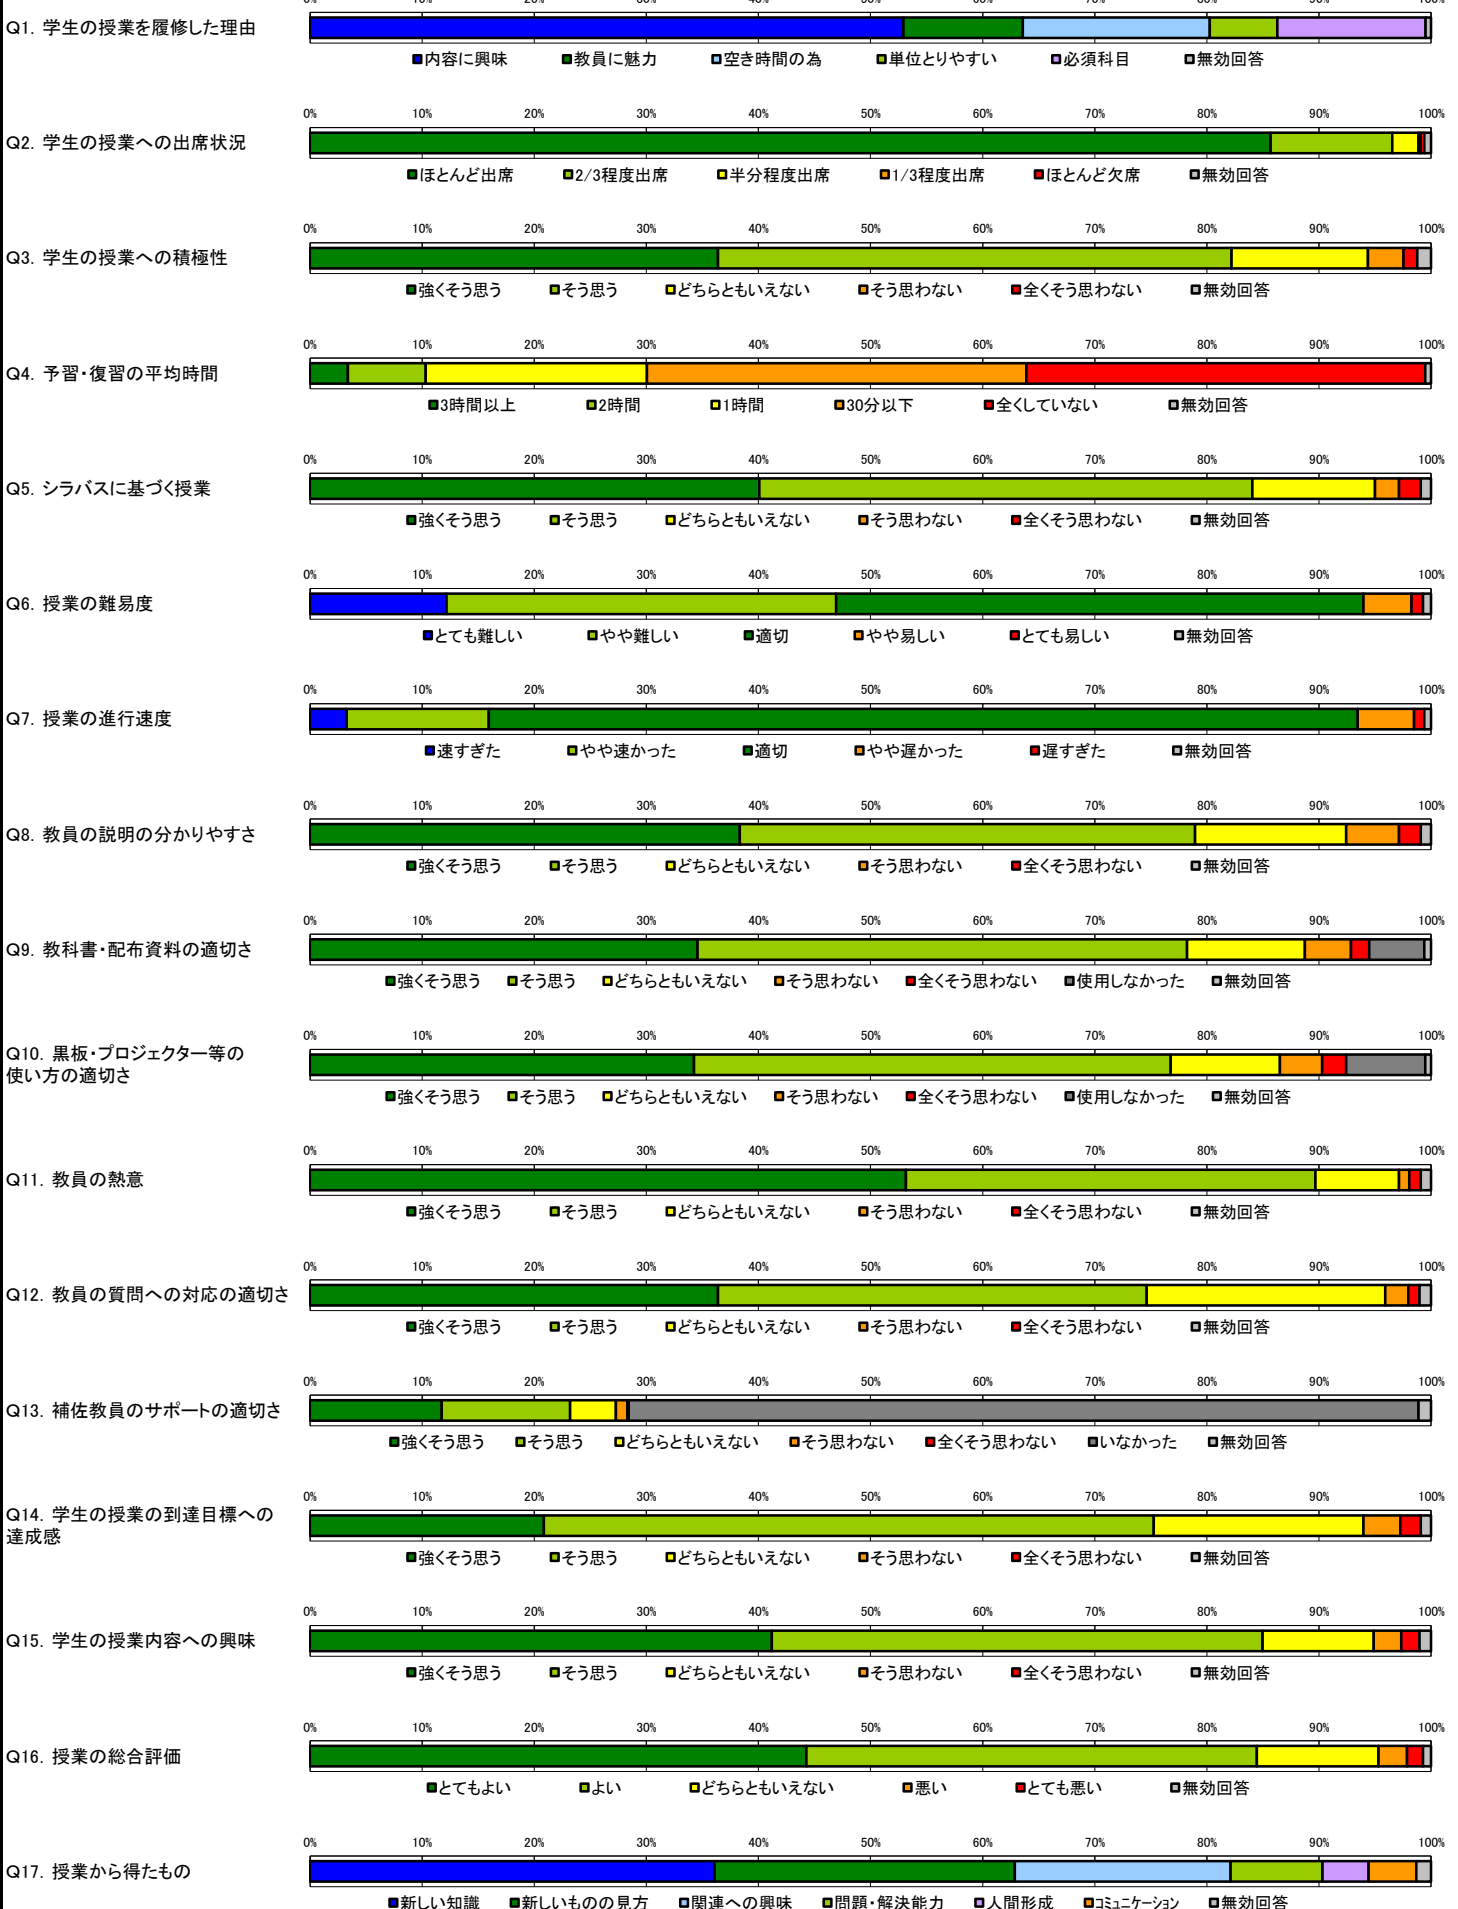 0% 10% 20% 30% 40% 50% 60% 70% 80% 90% 100%
Q1. 学生の授業を履修した理由
内容に興味 教員に魅力 空き時間の為 単位とりやすい 必須科目 無効回答
0% 10% 20% 30% 40% 50% 60% 70% 80% 90% 100%
Q2. 学生の授業への出席状況
ほとんど出席 2/3程度出席 半分程度出席 1/3程度出席 ほとんど欠席 無効回答
0% 10% 20% 30% 40% 50% 60% 70% 80% 90% 100%
Q3. 学生の授業への積極性
強くそう思う そう思う どちらともいえない そう思わない 全くそう思わない 無効回答
0% 10% 20% 30% 40% 50% 60% 70% 80% 90% 100%
Q4. 予習・復習の平均時間
3時間以上 2時間 1時間 30分以下 全くしていない 無効回答
0% 10% 20% 30% 40% 50% 60% 70% 80% 90% 100%
Q5. シラバスに基づく授業
強くそう思う そう思う どちらともいえない そう思わない 全くそう思わない 無効回答
0% 10% 20% 30% 40% 50% 60% 70% 80% 90% 100%
Q6. 授業の難易度
とても難しい やや難しい 適切 やや易しい とても易しい 無効回答
0% 10% 20% 30% 40% 50% 60% 70% 80% 90% 100%
Q7. 授業の進行速度
速すぎた やや速かった 適切 やや遅かった 遅すぎた 無効回答
0% 10% 20% 30% 40% 50% 60% 70% 80% 90% 100%
Q8. 教員の説明の分かりやすさ
強くそう思う そう思う どちらともいえない そう思わない 全くそう思わない 無効回答
0% 10% 20% 30% 40% 50% 60% 70% 80% 90% 100%
Q9. 教科書・配布資料の適切さ
強くそう思う そう思う どちらともいえない そう思わない 全くそう思わない 使用しなかった 無効回答
0% 10% 20% 30% 40% 50% 60% 70% 80% 90% 100%
Q10. 黒板・プロジェクター等の
使い方の適切さ
強くそう思う そう思う どちらともいえない そう思わない 全くそう思わない 使用しなかった 無効回答
0% 10% 20% 30% 40% 50% 60% 70% 80% 90% 100%
Q11. 教員の熱意
強くそう思う そう思う どちらともいえない そう思わない 全くそう思わない 無効回答
0% 10% 20% 30% 40% 50% 60% 70% 80% 90% 100%
Q12. 教員の質問への対応の適切さ
強くそう思う そう思う どちらともいえない そう思わない 全くそう思わない 無効回答
0% 10% 20% 30% 40% 50% 60% 70% 80% 90% 100%
Q13. 補佐教員のサポートの適切さ
強くそう思う そう思う どちらともいえない そう思わない 全くそう思わない いなかった 無効回答
0% 10% 20% 30% 40% 50% 60% 70% 80% 90% 100%
Q14. 学生の授業の到達目標への
達成感
強くそう思う そう思う どちらともいえない そう思わない 全くそう思わない 無効回答
0% 10% 20% 30% 40% 50% 60% 70% 80% 90% 100%
Q15. 学生の授業内容への興味
強くそう思う そう思う どちらともいえない そう思わない 全くそう思わない 無効回答
0% 10% 20% 30% 40% 50% 60% 70% 80% 90% 100%
Q16. 授業の総合評価
とてもよい よい どちらともいえない 悪い とても悪い 無効回答
0% 10% 20% 30% 40% 50% 60% 70% 80% 90% 100%
Q17. 授業から得たもの
新しい知識 新しいものの見方 関連への興味 問題・解決能力 人間形成 ｺﾐｭﾆｹｰｼｮﾝ 無効回答